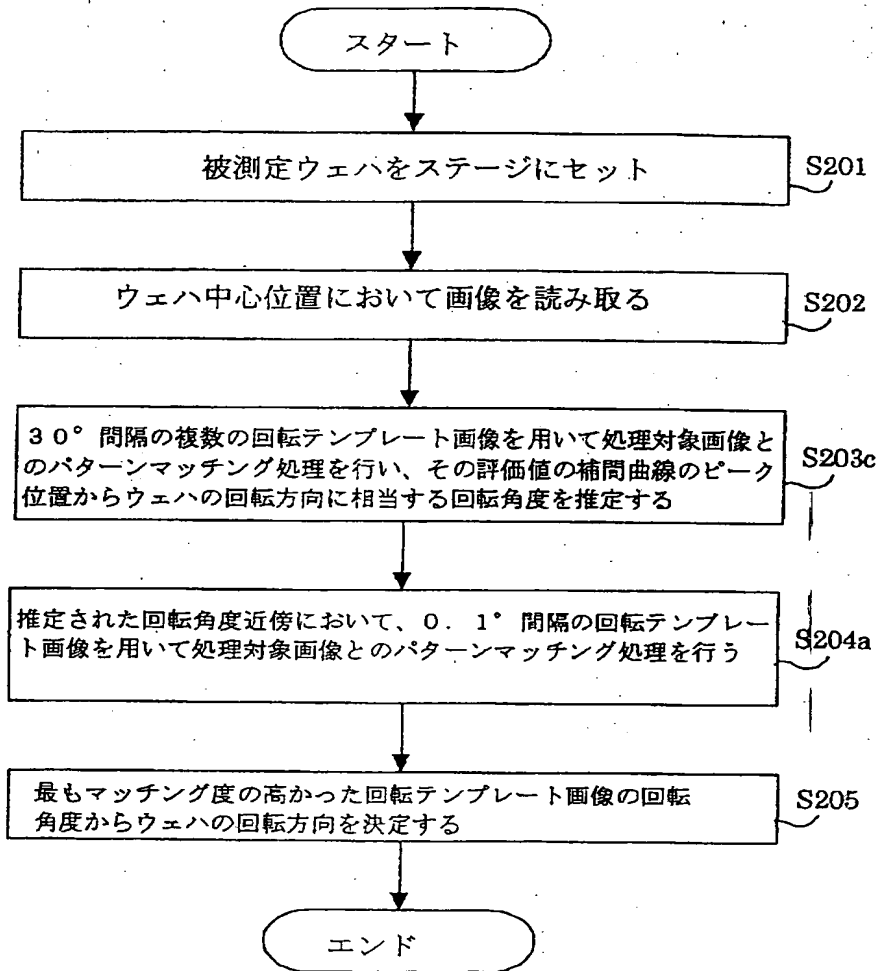 スタート
被測定ウェハをステージにセット
S201
ウェハ中心位置において画像を読み取る
S202
30°間隔の複数の回転テンプレート画像を用いて処理対象画像と
のパターンマッチング処理を行い、その評価値の補間曲線のピーク
位置からウェハの回転方向に相当する回転角度を推定する
S203c
推定された回転角度近傍において、0.1°間隔の回転テンプレー
ト画像を用いて処理対象画像とのパターンマッチング処理を行う
S204a
最もマッチング度の高かった回転テンプレート画像の回転
角度からウェハの回転方向を決定する
S205
エンド